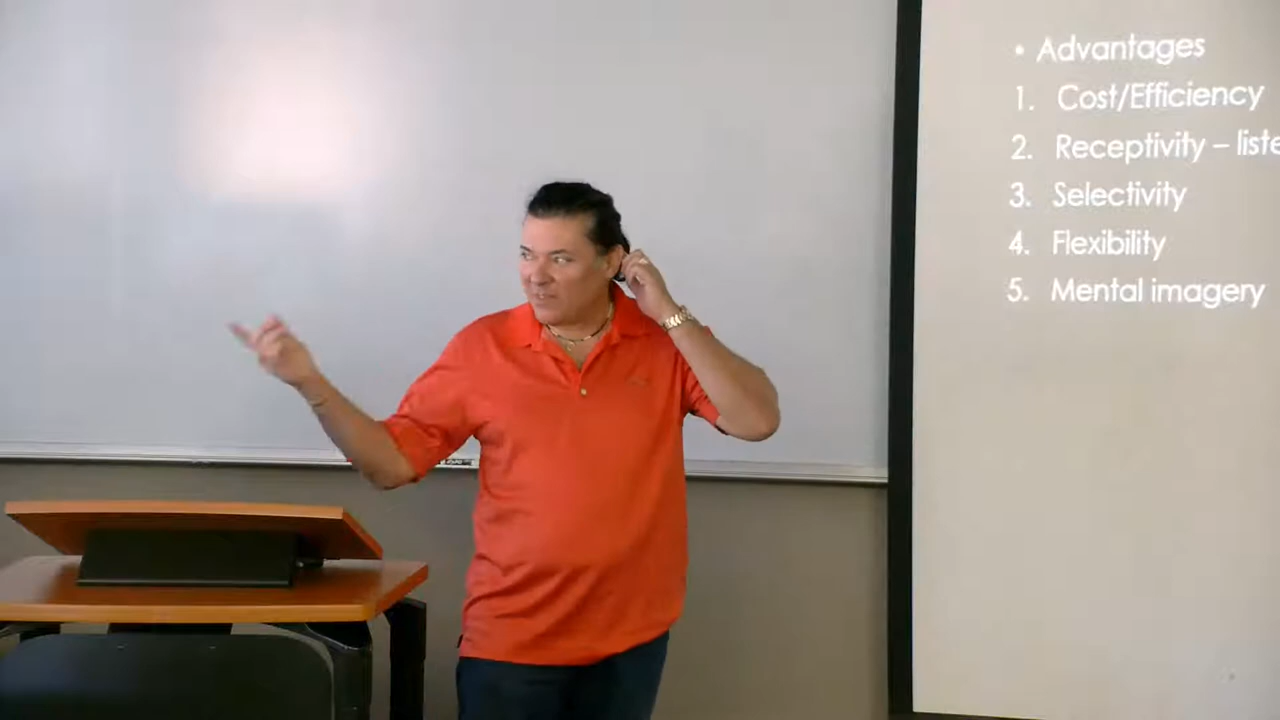 • Advantages
1. Cost/Efficiency
2. Receptivity –
3. Selectivity
4. Flexibility
5. Mental imagery